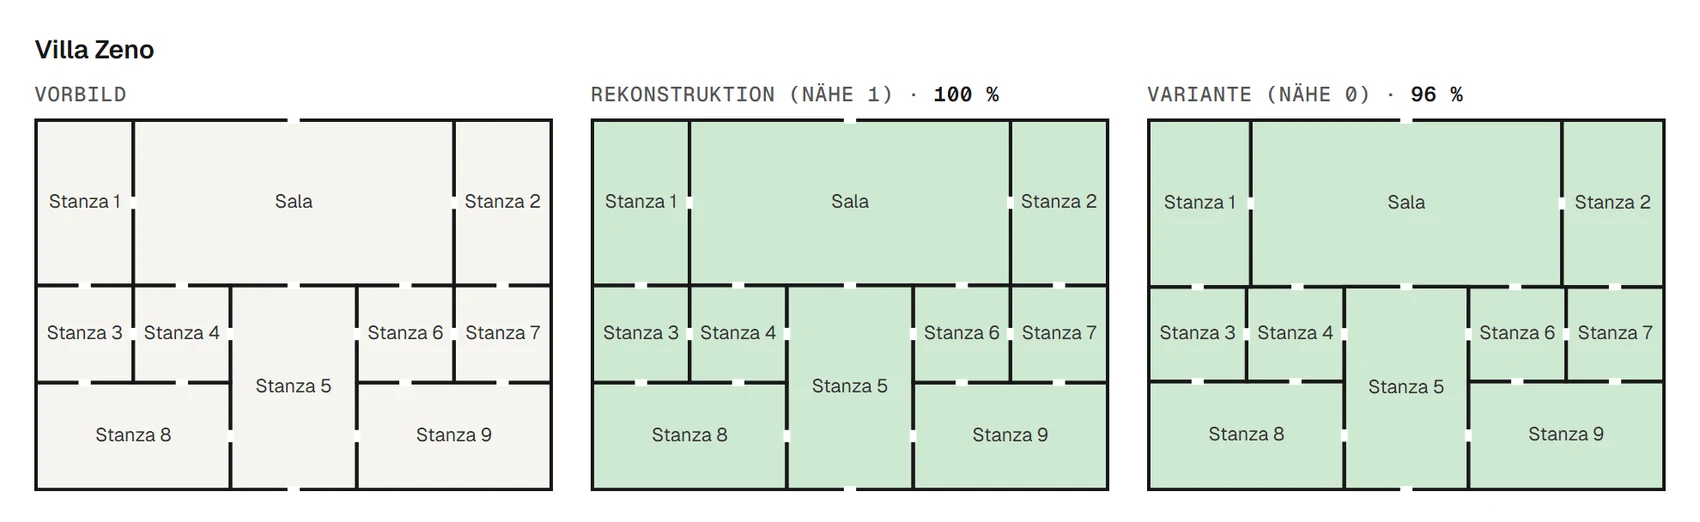 Villa Zeno
VORBILD
Stanza 1
Sala
Stanza 2
Stanza 3
Stanza 4
Stanza 6
Stanza 7
Stanza 5
Stanza 8
Stanza 9
REKONSTRUKTION (NÄHE 1) · 100 %
Stanza 1
Sala
Stanza 2
Stanza 3
Stanza 4
Stanza 6
Stanza 7
Stanza 5
Stanza 8
Stanza 9
VARIANTE (NÄHE 0) · 96 %
Stanza 1
Sala
Stanza 2
Stanza 3
Stanza 4
Stanza 6
Stanza 7
Stanza 5
Stanza 8
Stanza 9